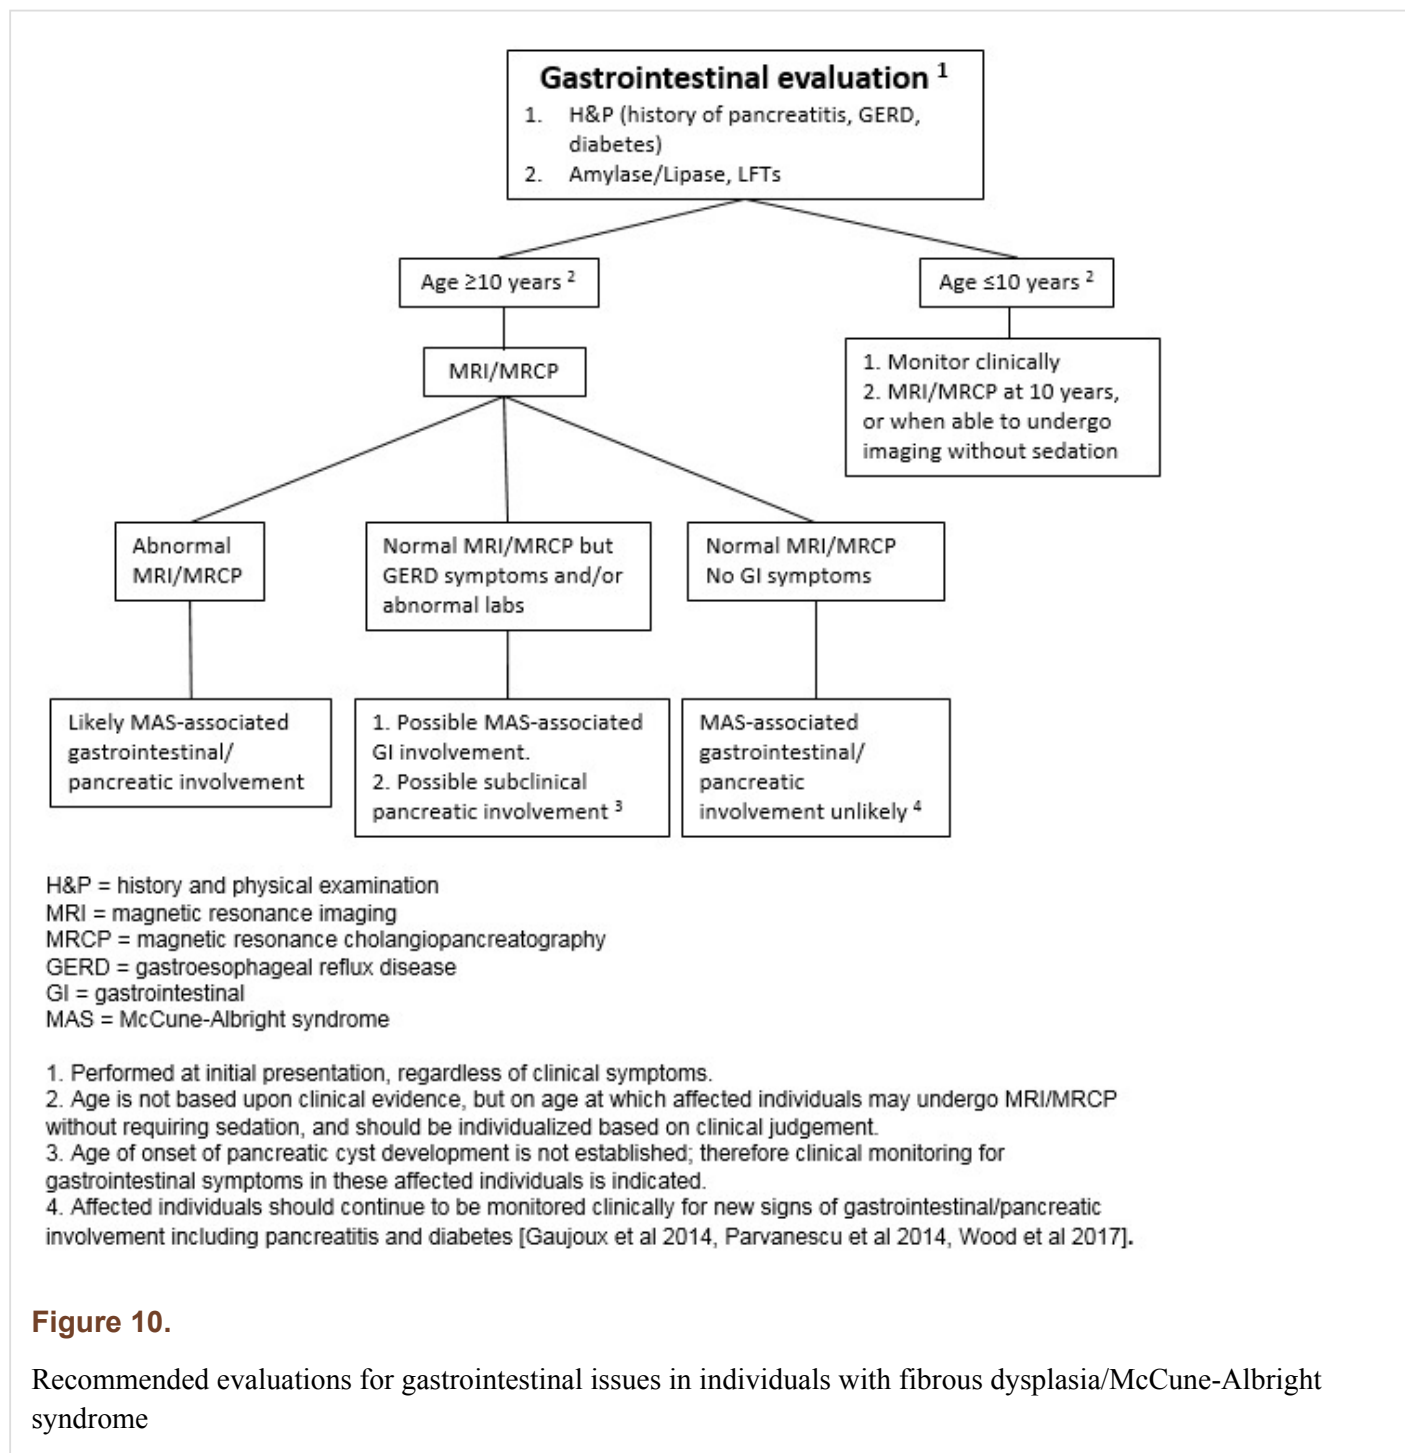 Gastrointestinal evaluation 1
1. H&P (history of pancreatitis, GERD,
diabetes)
2. Amylase/Lipase, LFTs
Age ≥10 years 2
Age ≤10 years 2
MRI/MRCP
1. Monitor clinically
2. MRI/MRCP at 10 years,
or when able to undergo
imaging without sedation
Abnormal
MRI/MRCP
Normal MRI/MRCP but
GERD symptoms and/or
abnormal labs
Normal MRI/MRCP
No GI symptoms
Likely MAS-associated
gastrointestinal/
pancreatic involvement
1. Possible MAS-associated
GI involvement.
2. Possible subclinical
pancreatic involvement 3
MAS-associated
gastrointestinal/
pancreatic
involvement unlikely 4
H&P = history and physical examination
MRI = magnetic resonance imaging
MRCP = magnetic resonance cholangiopancreatography
GERD = gastroesophageal reflux disease
GI = gastrointestinal
MAS = McCune-Albright syndrome
1. Performed at initial presentation, regardless of clinical symptoms.
2. Age is not based upon clinical evidence, but on age at which affected individuals may undergo MRI/MRCP
without requiring sedation, and should be individualized based on clinical judgement.
3. Age of onset of pancreatic cyst development is not established; therefore clinical monitoring for
gastrointestinal symptoms in these affected individuals is indicated.
4. Affected individuals should continue to be monitored clinically for new signs of gastrointestinal/pancreatic
involvement including pancreatitis and diabetes [Gaujoux et al 2014, Parvanescu et al 2014, Wood et al 2017].
Figure 10.
Recommended evaluations for gastrointestinal issues in individuals with fibrous dysplasia/McCune-Albright
syndrome